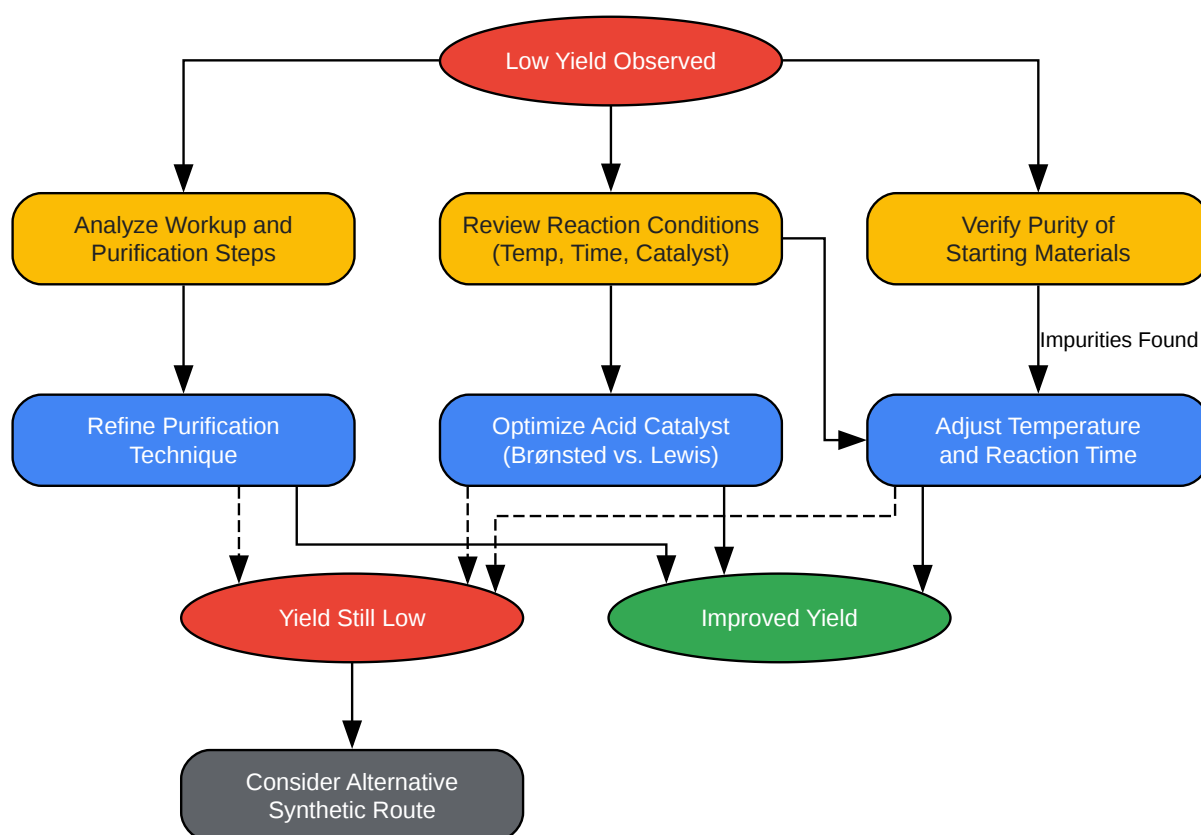 Low Yield Observed
Analyze Workup and
Purification Steps
Review Reaction Conditions
(Temp, Time, Catalyst)
Verify Purity of
Starting Materials
Impurities Found
Refine Purification
Technique
Optimize Acid Catalyst
(Brønsted vs. Lewis)
Adjust Temperature
and Reaction Time
Yield Still Low
Improved Yield
Consider Alternative
Synthetic Route